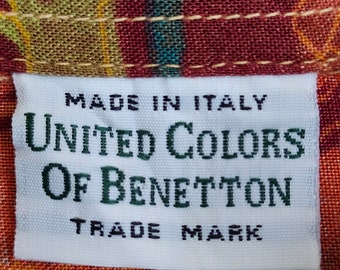 MADE IN ITALY
UNITED COLORS
OF BENETTON
TRADE MARK